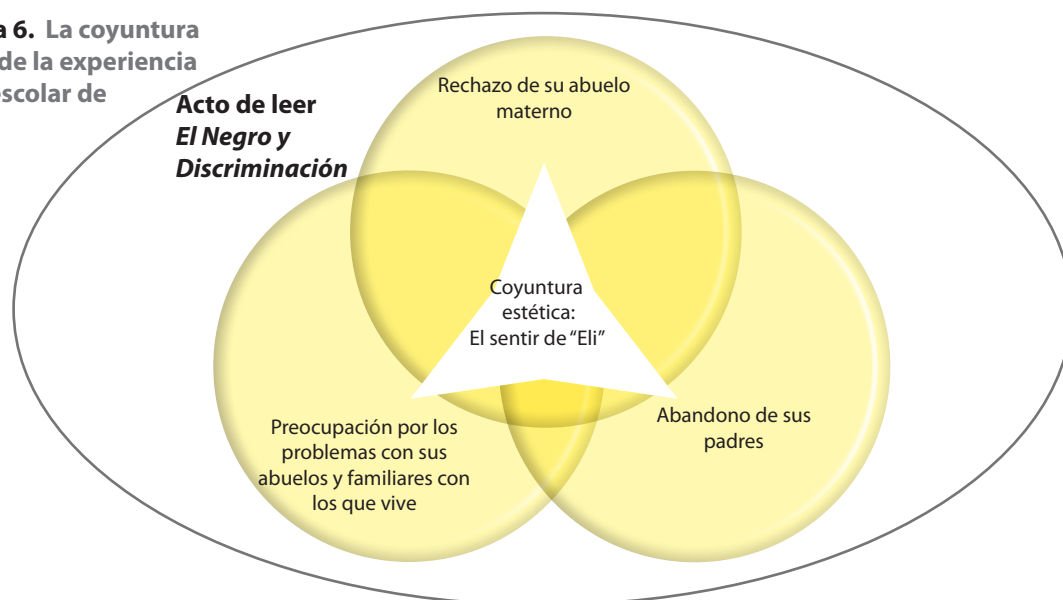 a 6. La coyuntura
de la experiencia
escolar de
Acto de leer
El Negro y
Discriminación
Rechazo de su abuelo
materno
Coyuntura
estética:
El sentir de “Eli”
Preocupación por los
problemas con sus
abuelos y familiares con
los que vive
Abandono de sus
padres